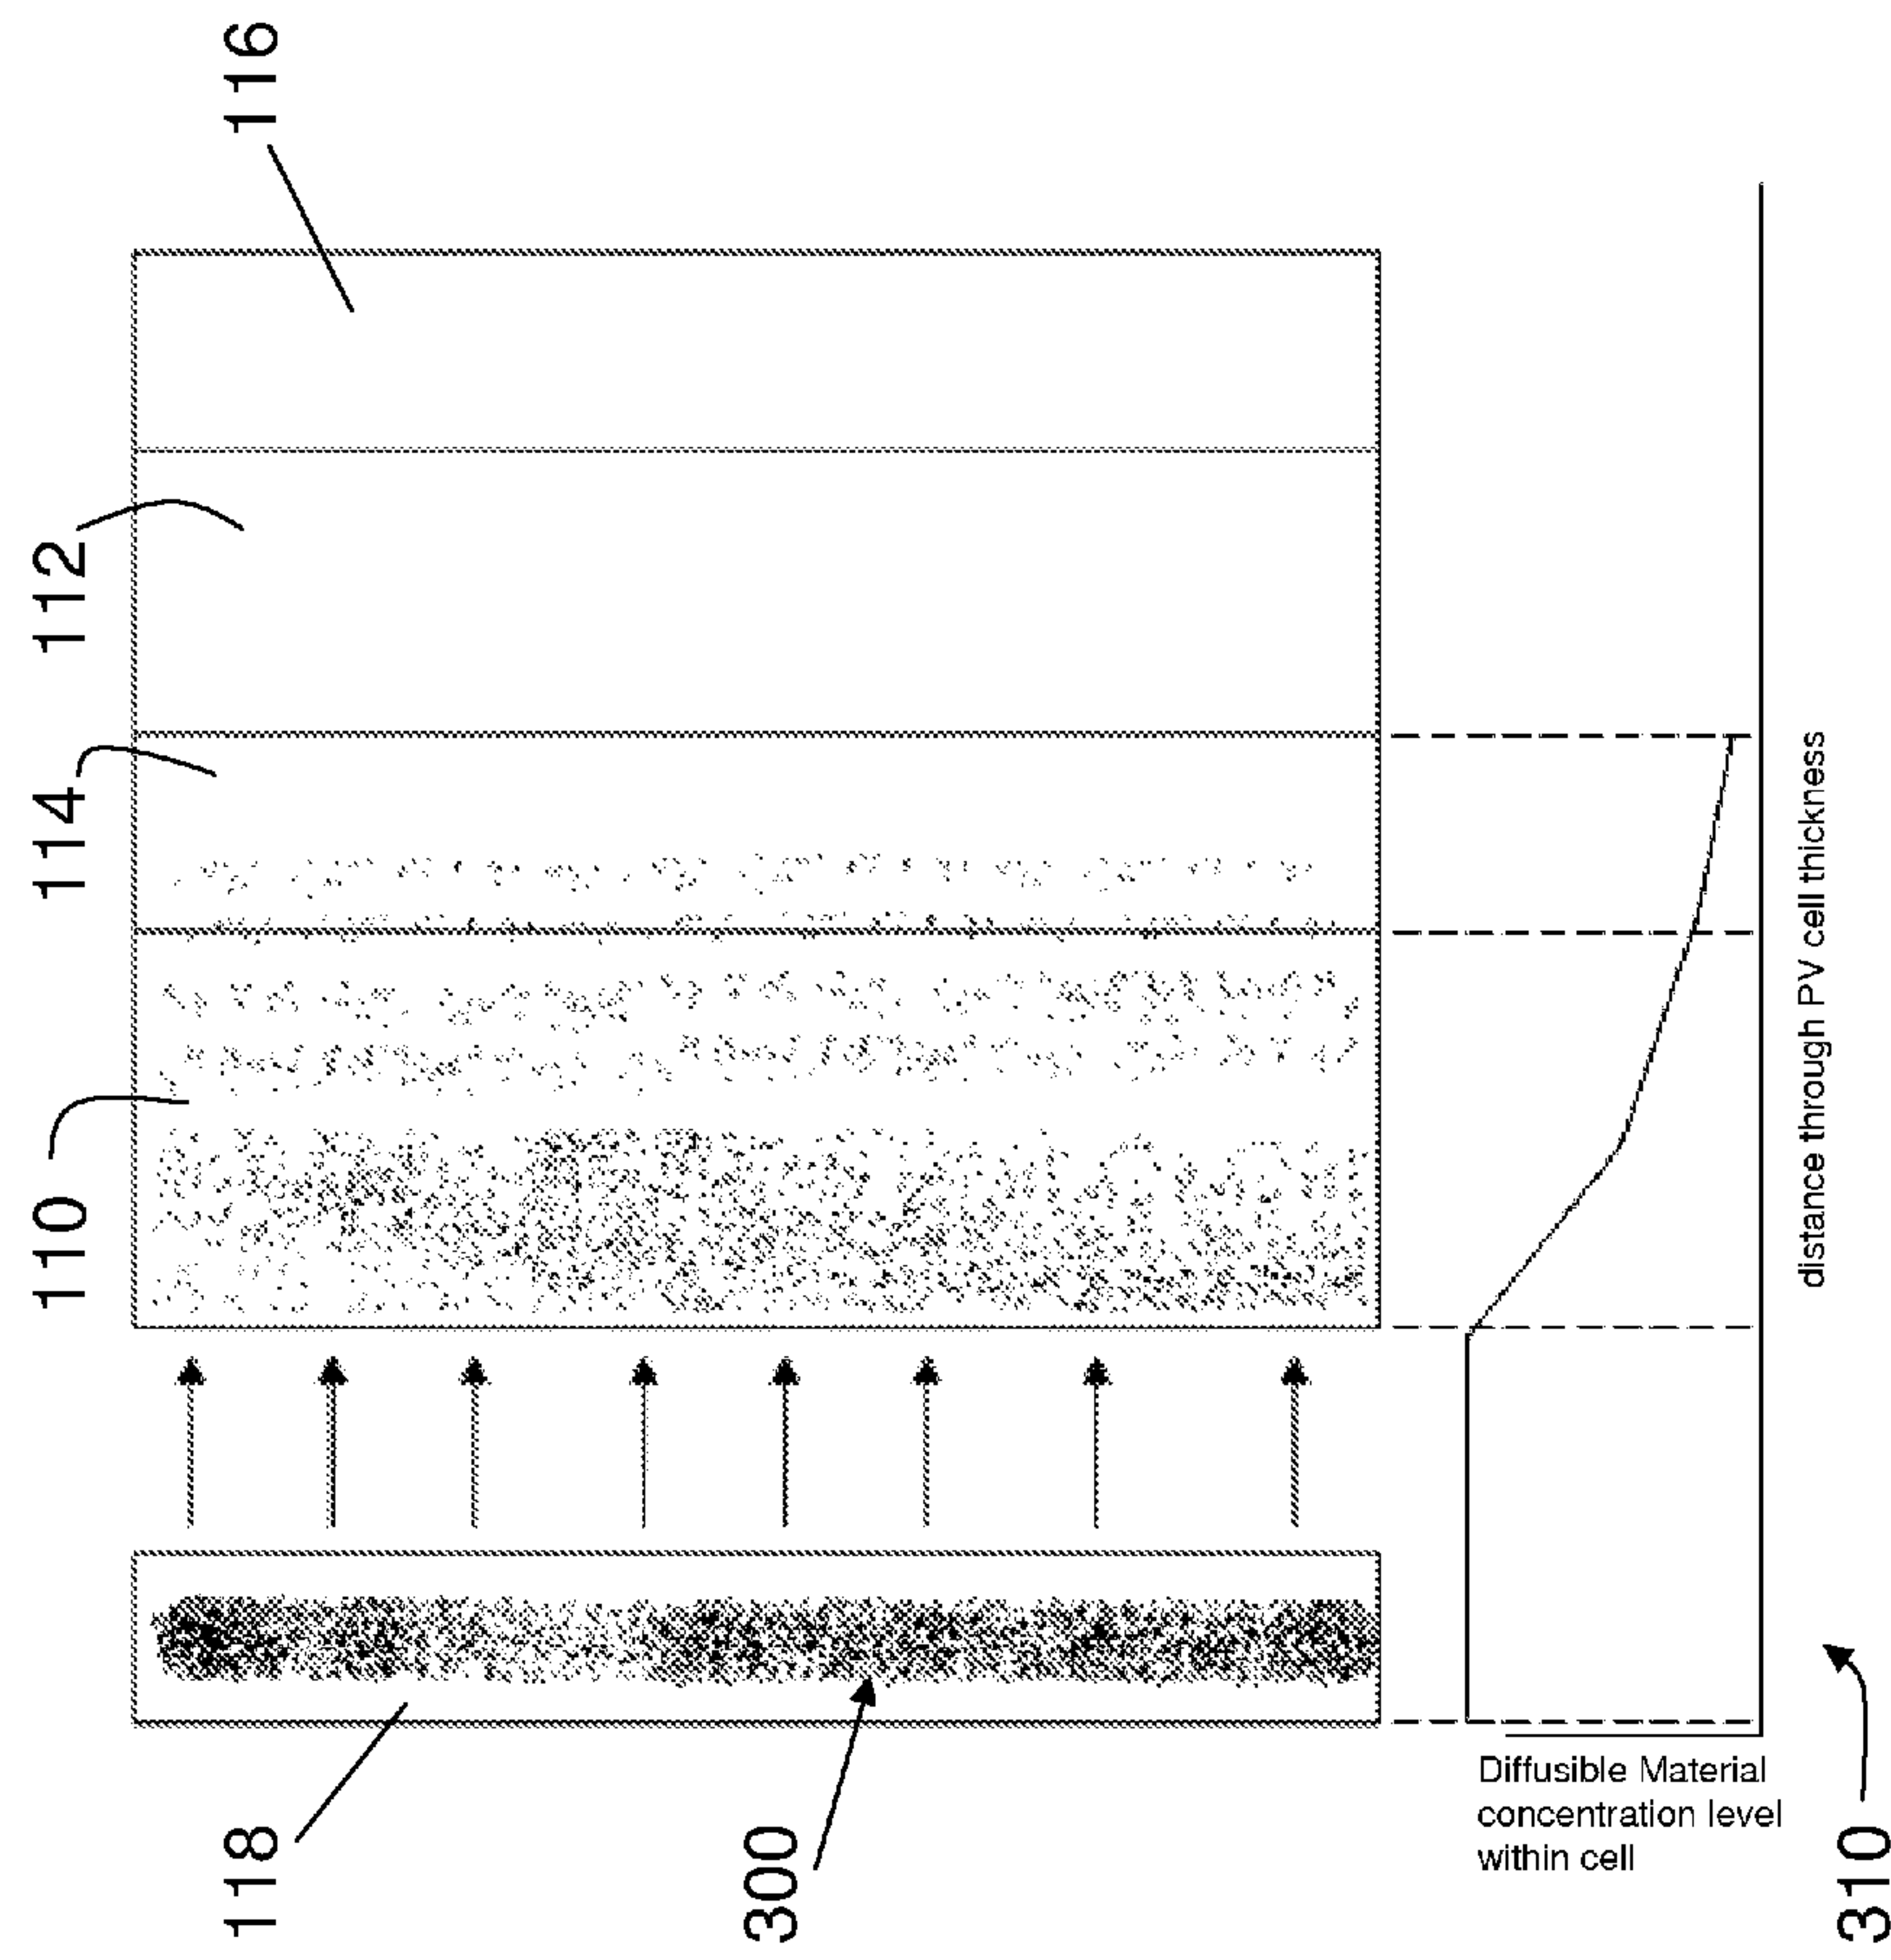 118
300
310
110
114
112
116
Diffusible Material
concentration level
within cell
distance through PV cell thickness